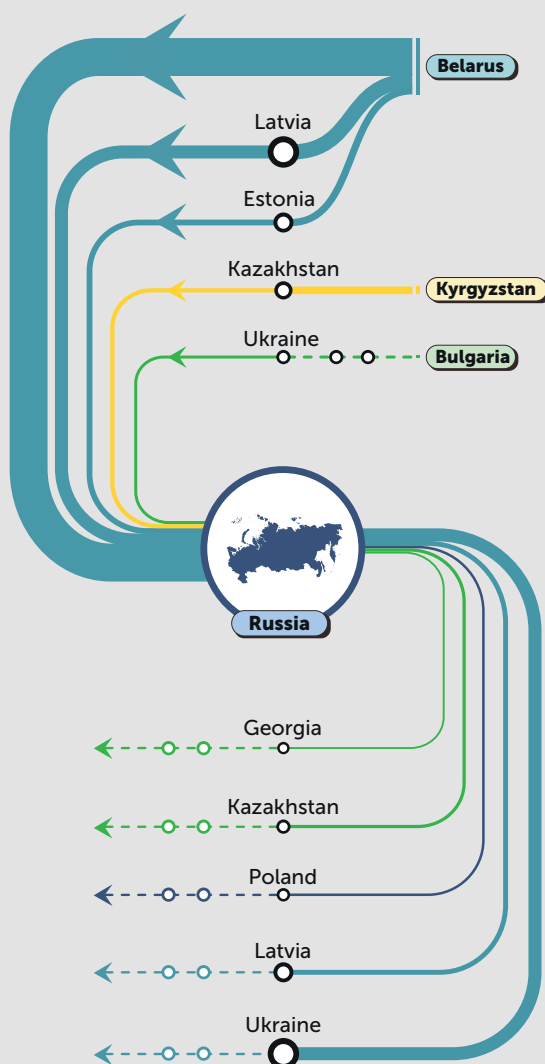 Belarus
Latvia
Estonia
Kazakhstan
Kyrgyzstan
Ukraine
Bulgaria
Russia
Georgia
Kazakhstan
Poland
Latvia
Ukraine